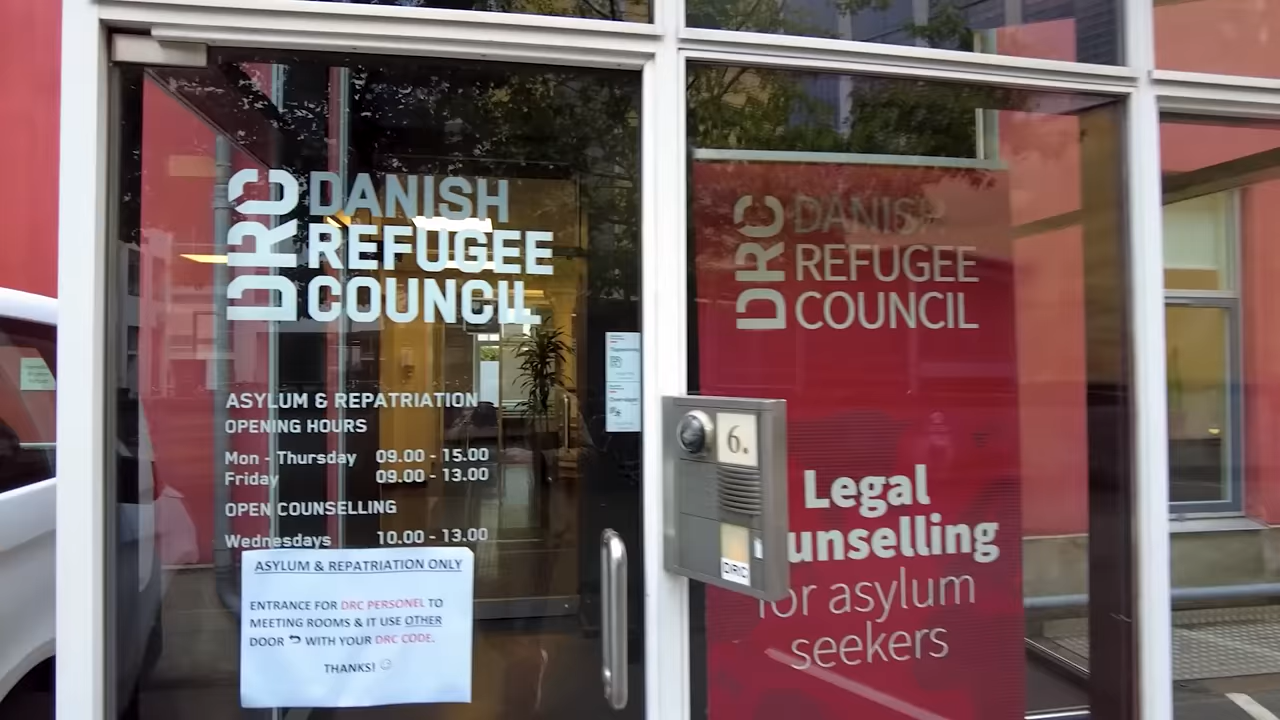 DRC DANISH
REFUGEE
COUNCIL
ASYLUM & REPATRIATION
OPENING HOURS
Mon - Thursday 09.00 - 15.00
Friday 09.00 - 13.00
OPEN COUNSELLING
Wednesdays 10.00 - 13.00
ASYLUM & REPATRIATION ONLY
ENTRANCE FOR DRC PERSONEL TO
MEETING ROOMS & IT USE OTHER
DOOR WITH YOUR DRC CODE.
THANKS!
6.
DRC
DRC DANISH
REFUGEE
COUNCIL
Legal
unselling
for asylum
seekers